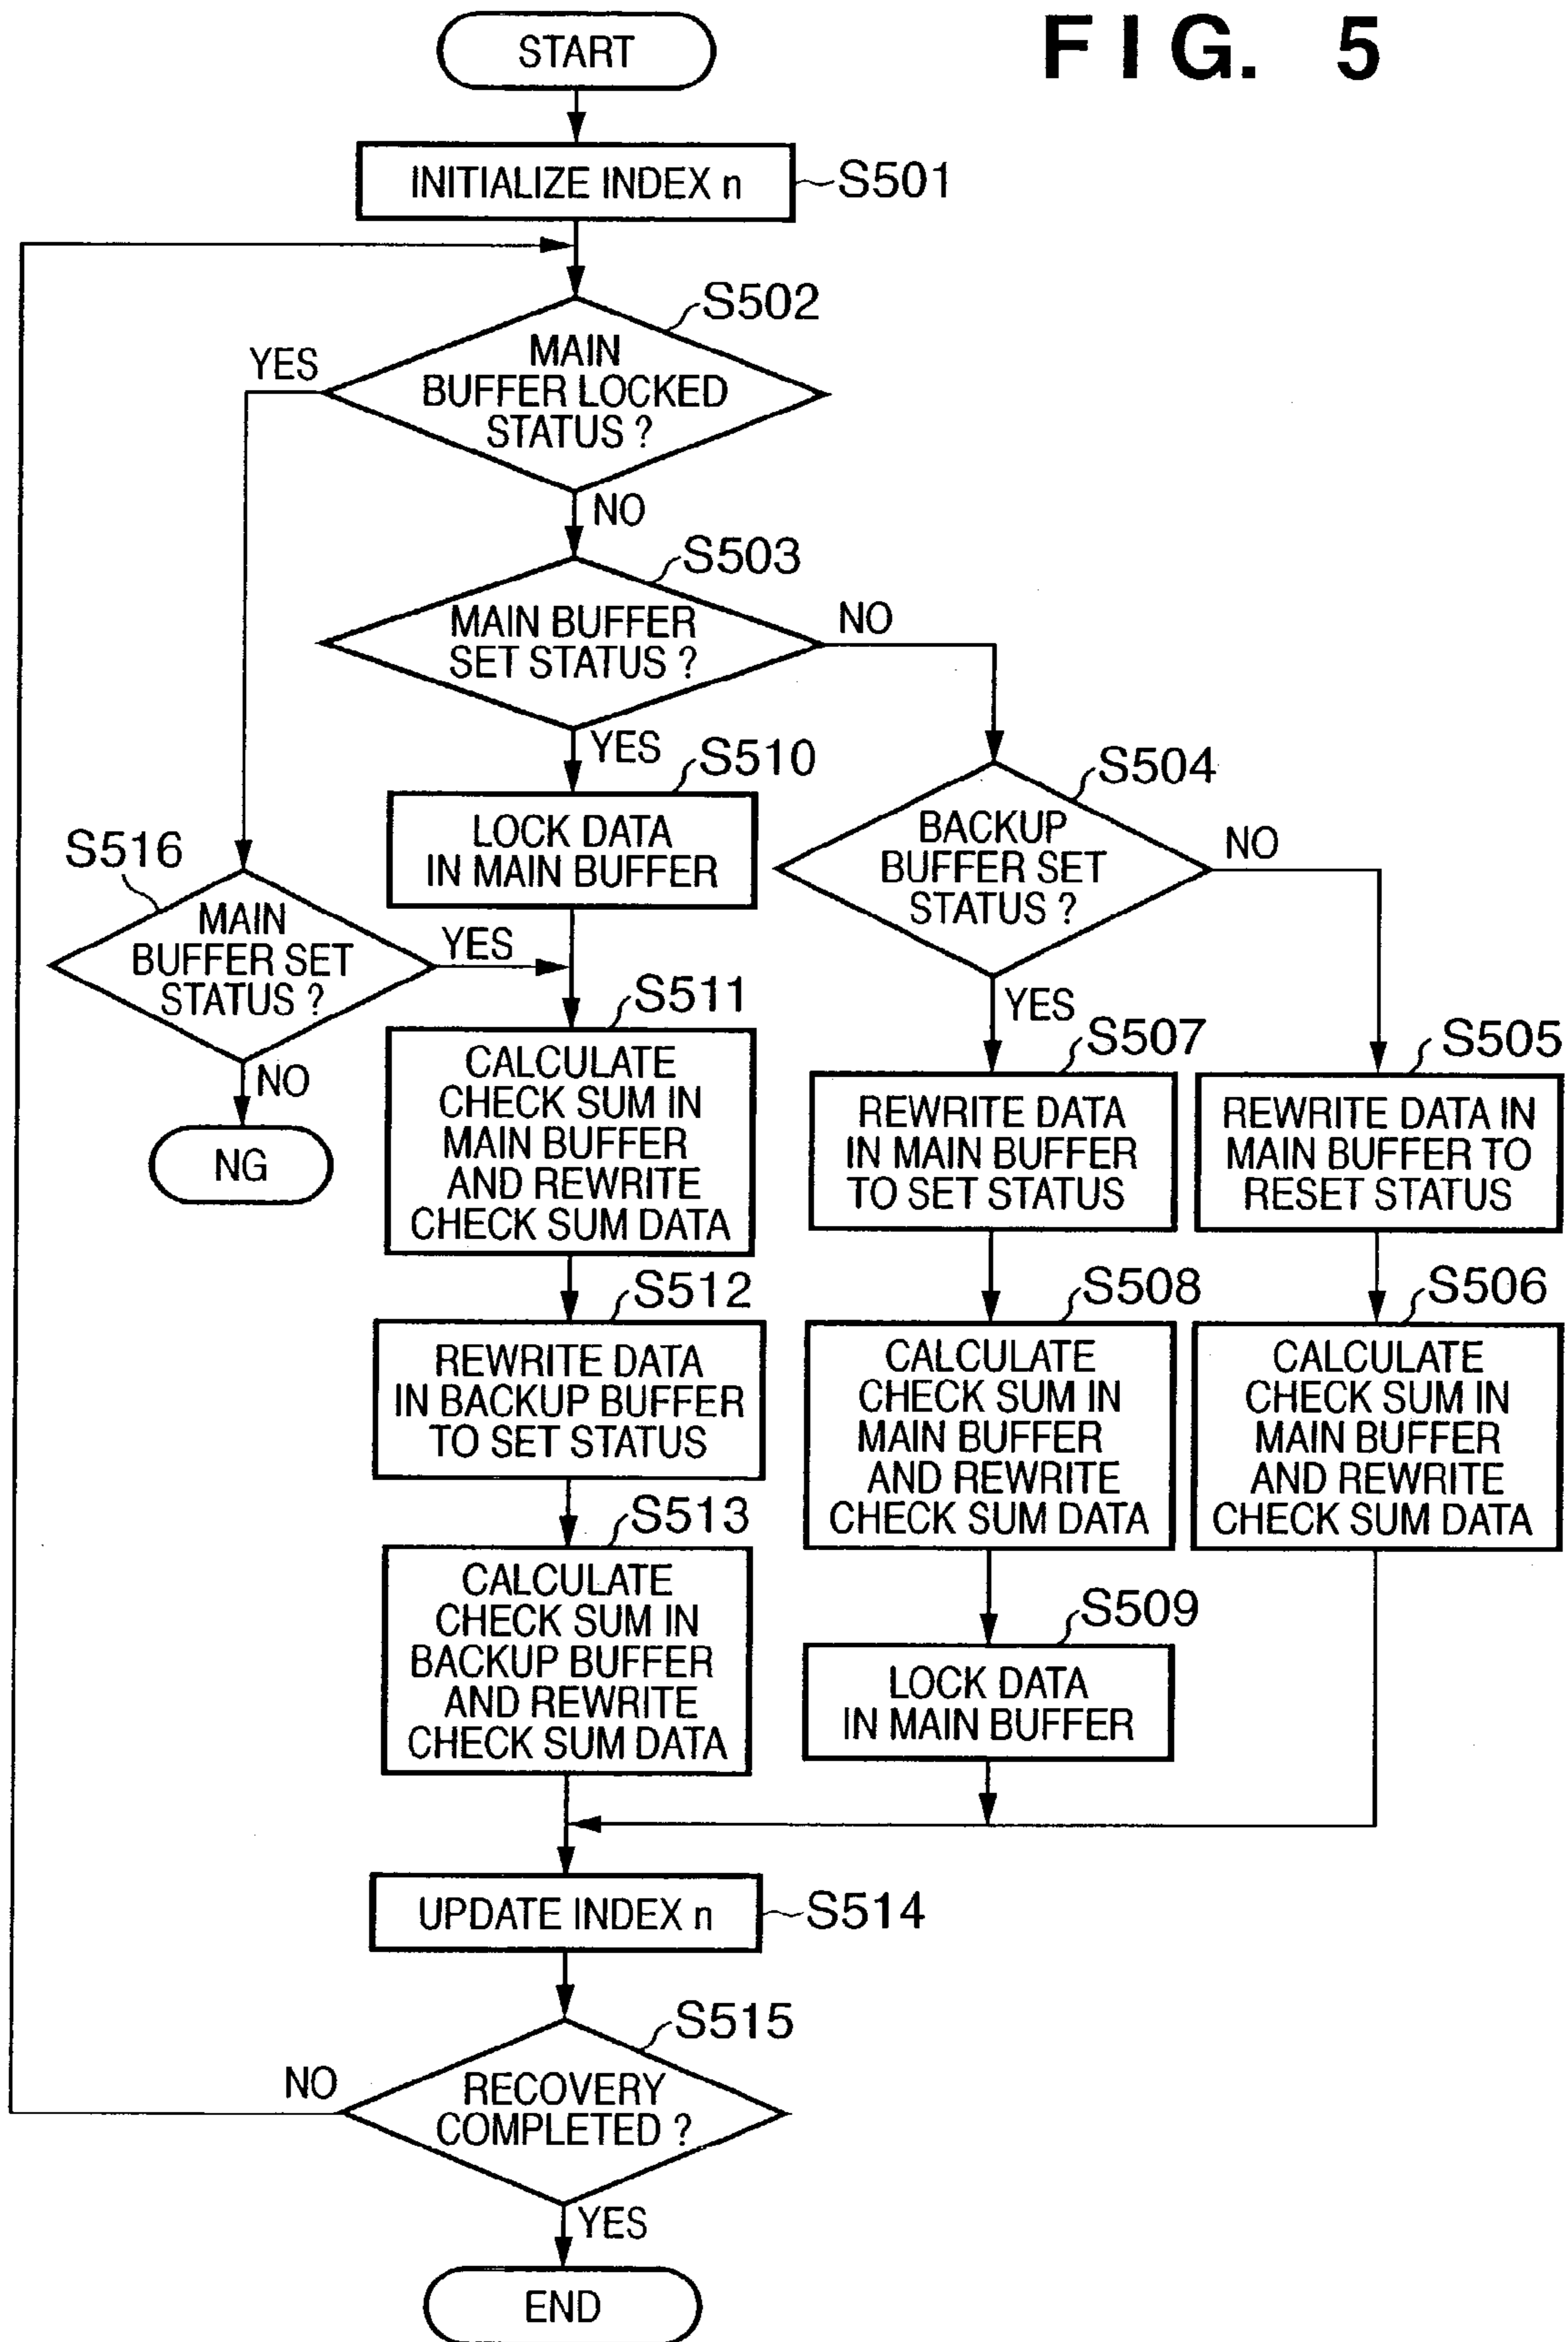 FIG. 5
START
INITIALIZE INDEX n
S501
S502
MAIN
BUFFER LOCKED
STATUS ?
YES
NO
S503
MAIN BUFFER
SET STATUS ?
NO
YES
S510
LOCK DATA
IN MAIN BUFFER
S504
BACKUP
BUFFER SET
STATUS ?
NO
YES
S516
MAIN
BUFFER SET
STATUS ?
YES
NO
NG
S511
CALCULATE
CHECK SUM IN
MAIN BUFFER
AND REWRITE
CHECK SUM DATA
S507
REWRITE DATA
IN MAIN BUFFER
TO SET STATUS
S505
REWRITE DATA IN
MAIN BUFFER TO
RESET STATUS
S512
REWRITE DATA
IN BACKUP BUFFER
TO SET STATUS
S508
CALCULATE
CHECK SUM IN
MAIN BUFFER
AND REWRITE
CHECK SUM DATA
S506
CALCULATE
CHECK SUM IN
MAIN BUFFER
AND REWRITE
CHECK SUM DATA
S513
CALCULATE
CHECK SUM IN
BACKUP BUFFER
AND REWRITE
CHECK SUM DATA
S509
LOCK DATA
IN MAIN BUFFER
UPDATE INDEX n
S514
S515
RECOVERY
COMPLETED ?
NO
YES
END